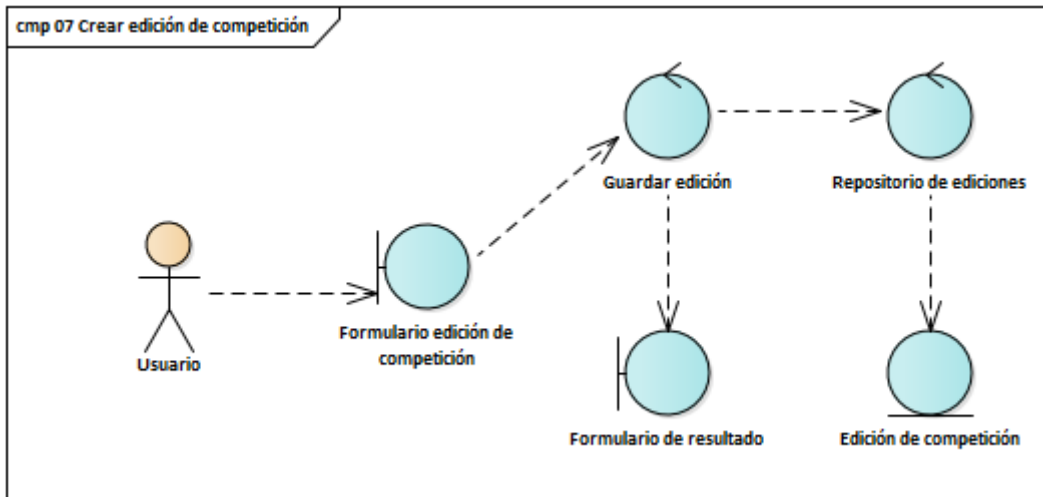 cmp 07 Crear edición de competición
Guardar edición
Repositorio de ediciones
Formulario edición de
competición
Usuario
Formulario de resultado
Edición de competición